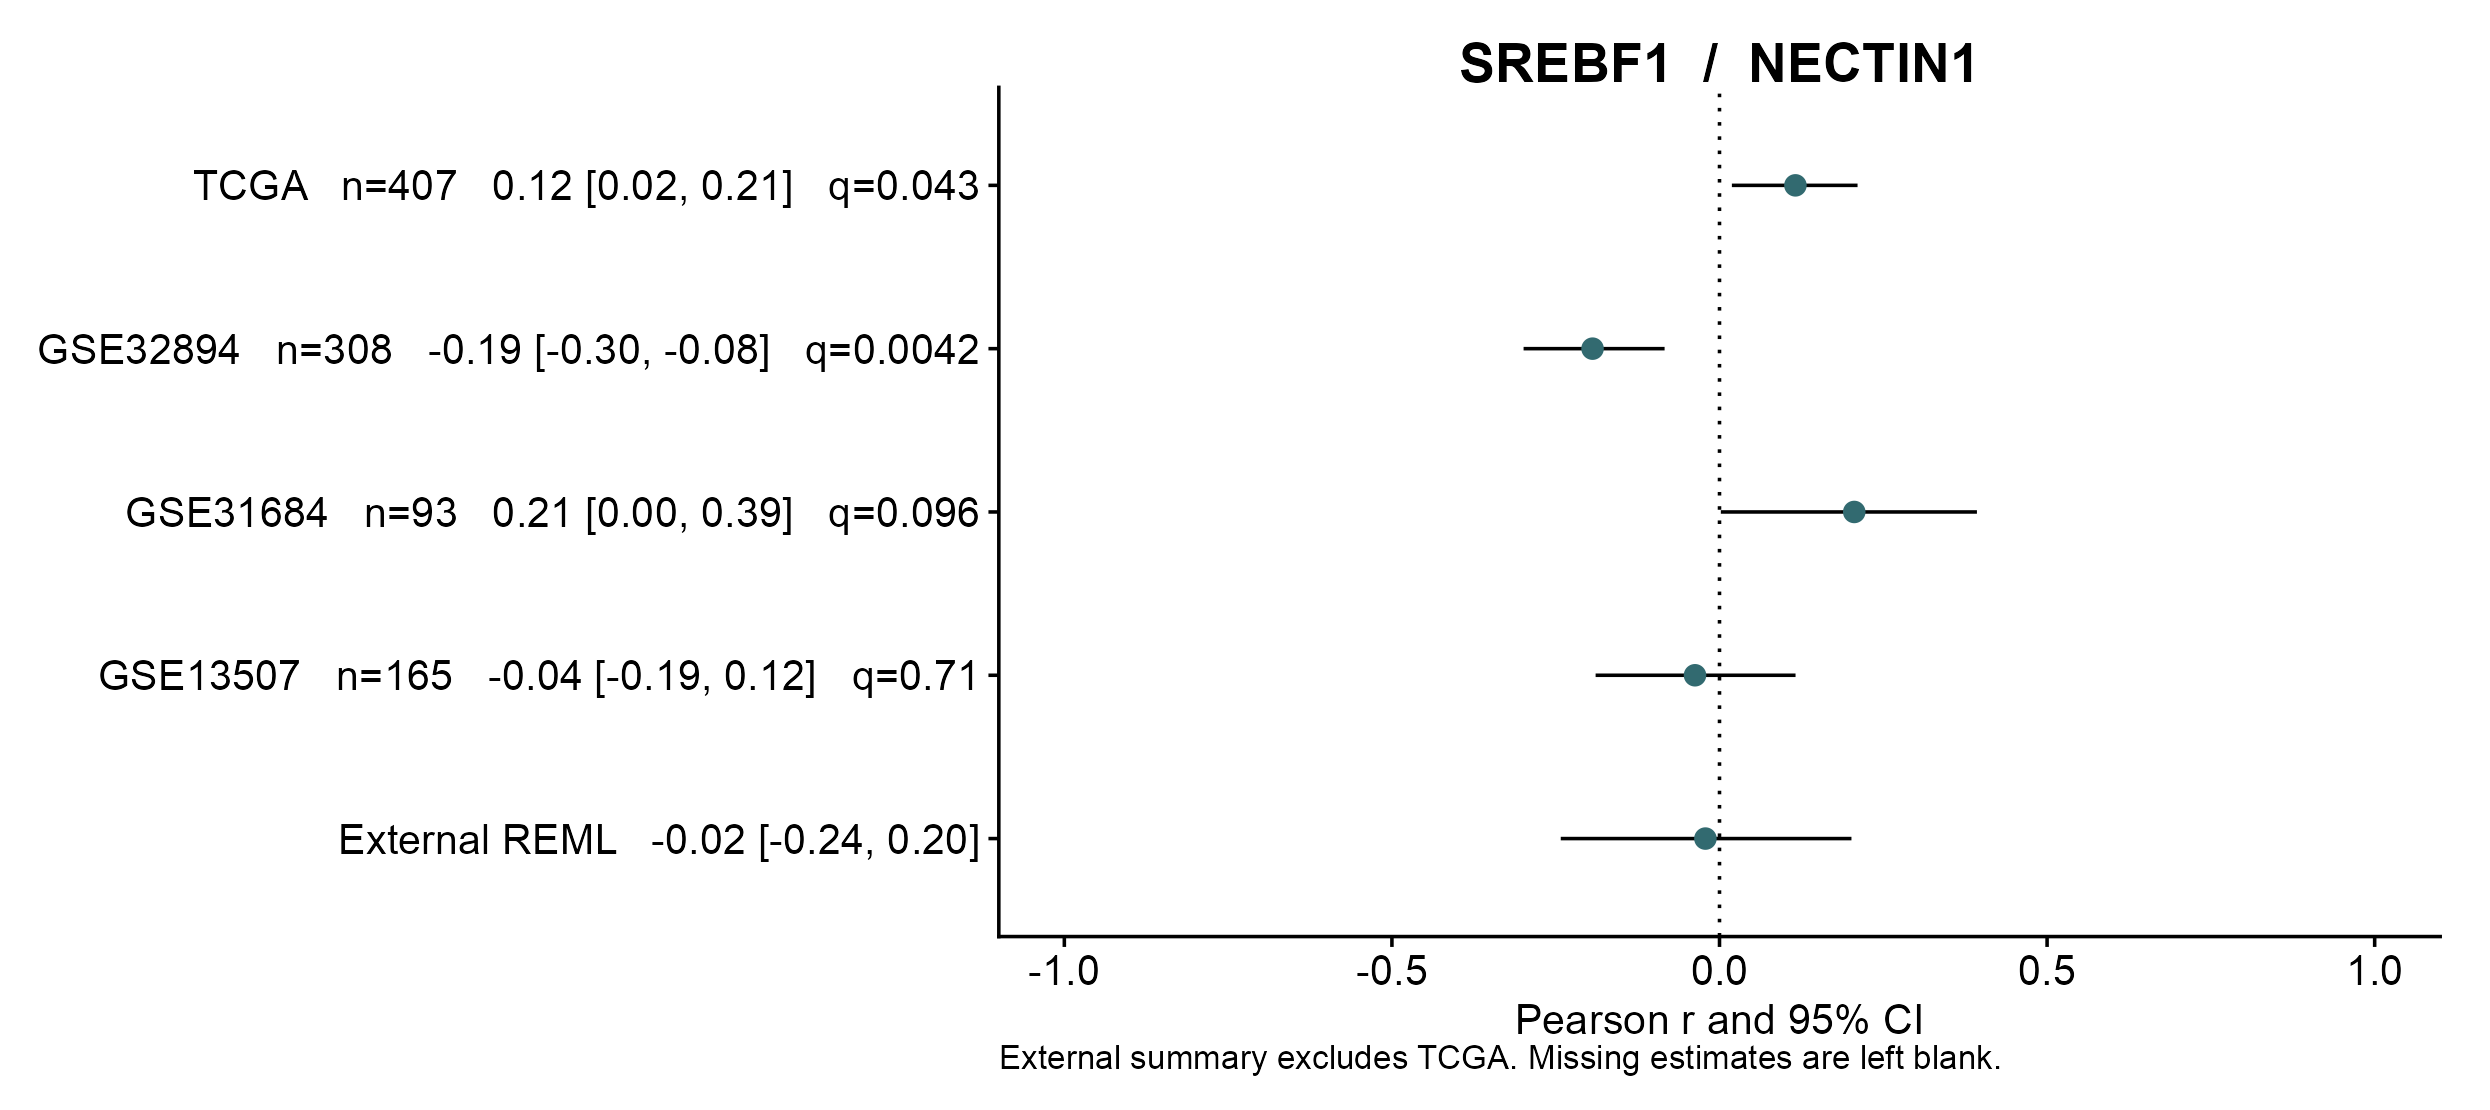 SREBF1 / NECTIN1
TCGA n=407 0.12 [0.02, 0.21] q=0.043
GSE32894 n=308 -0.19 [-0.30, -0.08] q=0.0042
GSE31684 n=93 0.21 [0.00, 0.39] q=0.096
GSE13507 n=165 -0.04 [-0.19, 0.12] q=0.71
External REML -0.02 [-0.24, 0.20]
-1.0 -0.5 0.0 0.5 1.0
Pearson r and 95% CI
External summary excludes TCGA. Missing estimates are left blank.